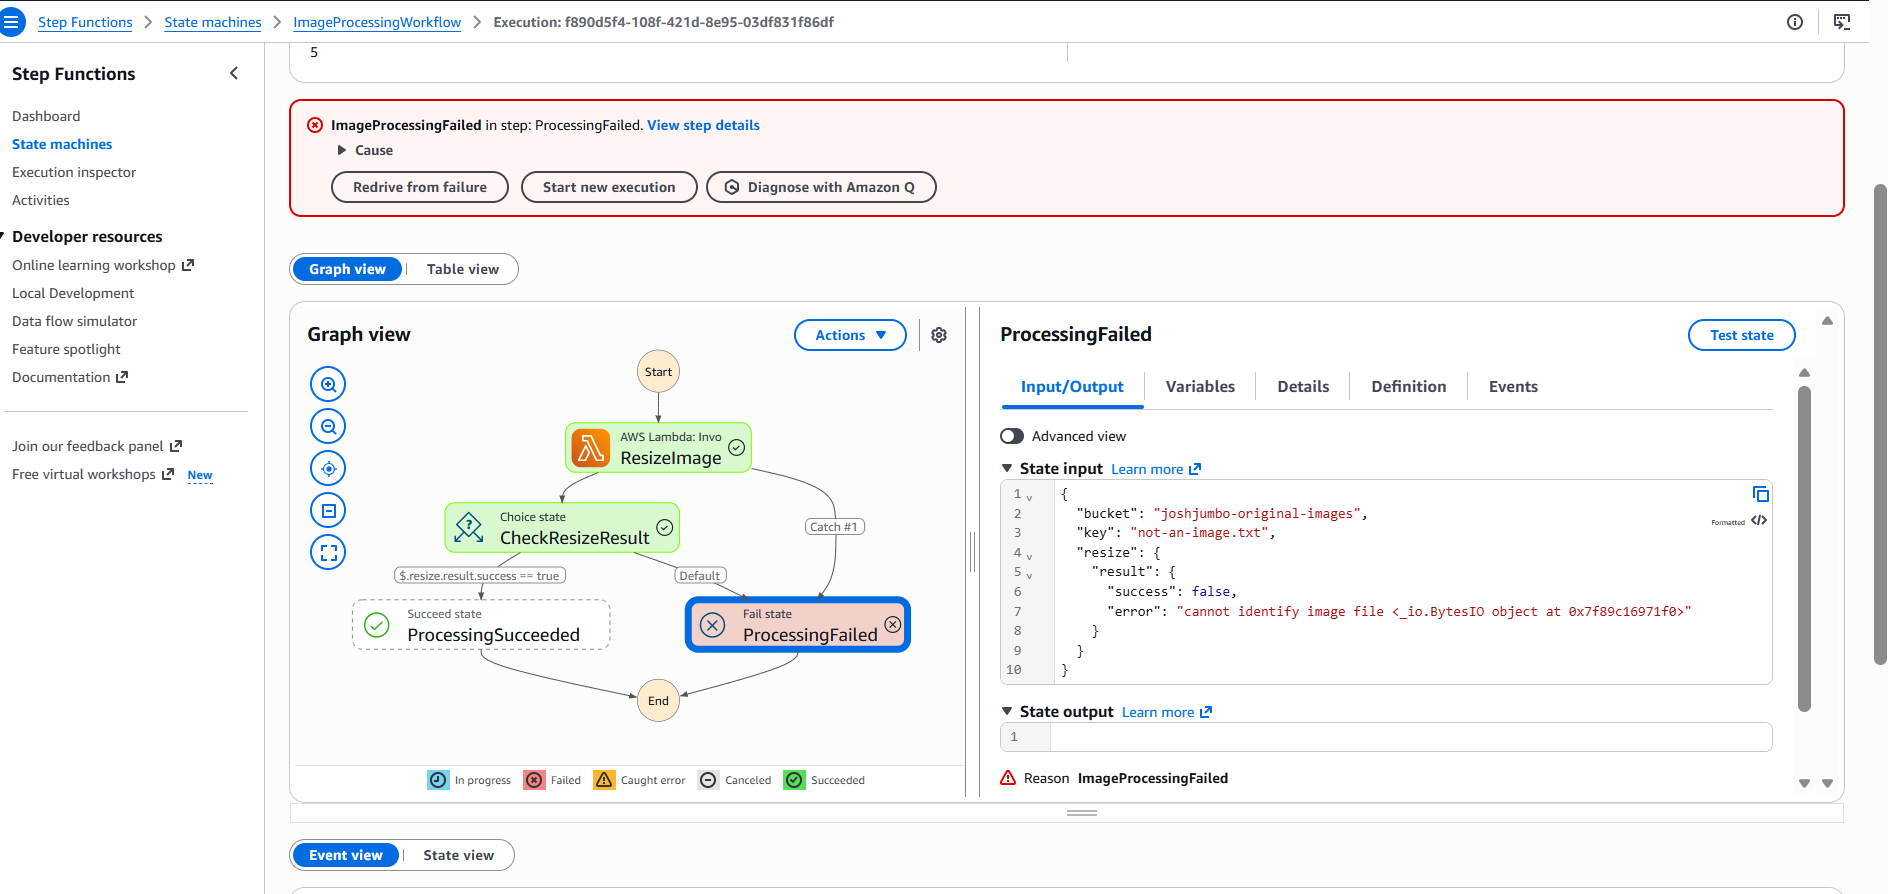 Step Functions > State machines > ImageProcessingWorkflow > Execution: f890d5f4-108f-421d-8e95-03df831f86df
Step Functions
Dashboard
State machines
Execution inspector
Activities
Developer resources
Online learning workshop
Local Development
Data flow simulator
Feature spotlight
Documentation
Join our feedback panel
Free virtual workshops New
5
ImageProcessingFailed in step: ProcessingFailed. View step details
Cause
Redrive from failure Start new execution Diagnose with Amazon Q
Graph view Table view
Graph view
Actions
Start
AWS Lambda: Invo
ResizeImage
Choice state
CheckResizeResult
Catch #1
$.resize.result.success == true
Default
Succeed state
ProcessingSucceeded
Fail state
ProcessingFailed
End
In progress Failed Caught error Canceled Succeeded
ProcessingFailed
Test state
Input/Output Variables Details Definition Events
Advanced view
State input Learn more
Formatted
1 {
2 "bucket": "joshjumbo-original-images",
3 "key": "not-an-image.txt",
4 "resize": {
5 "result": {
6 "success": false,
7 "error": "cannot identify image file <_io.BytesIO object at 0x7f89c16971f0>"
8 }
9 }
10 }
State output Learn more
1
Reason ImageProcessingFailed
Event view State view